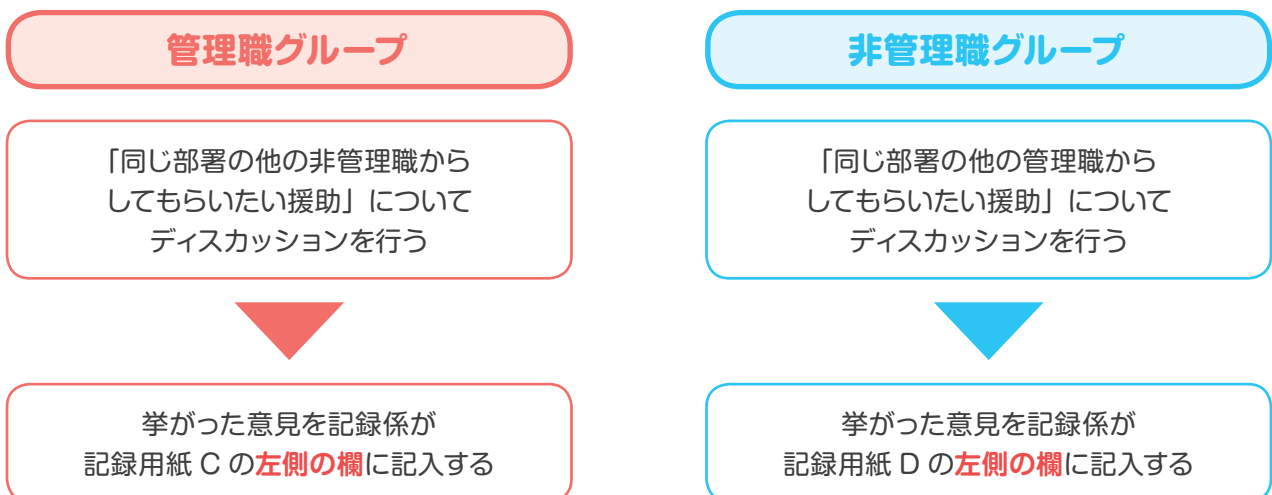 管理職グループ
「同じ部署の他の非管理職から
してもらいたい援助」について
ディスカッションを行う
挙がった意見を記録係が
記録用紙 C の左側の欄に記入する
非管理職グループ
「同じ部署の他の管理職から
してもらいたい援助」について
ディスカッションを行う
挙がった意見を記録係が
記録用紙 D の左側の欄に記入する